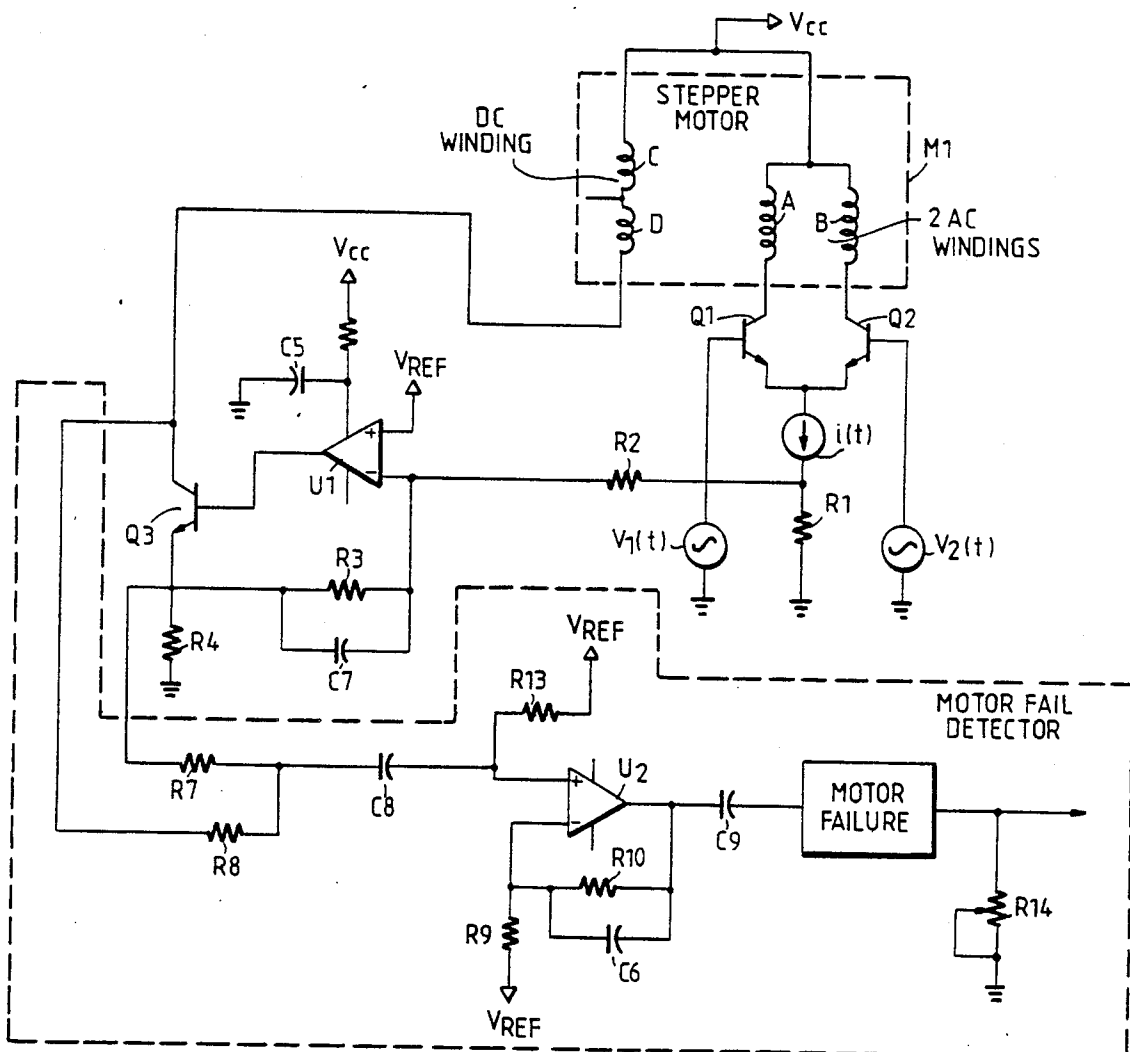 Vcc
STEPPER
MOTOR
DC
WINDING
C
M1
A
B
2 AC
WINDINGS
D
Vcc
Q1
Q2
C5
VREF
i(t)
R2
U1
R1
Q3
V1(t)
V2(t)
R3
R4
C7
VREF
R13
MOTOR FAIL
DETECTOR
R7
C8
U2
MOTOR
FAILURE
R8
C9
R10
R14
R9
C6
VREF